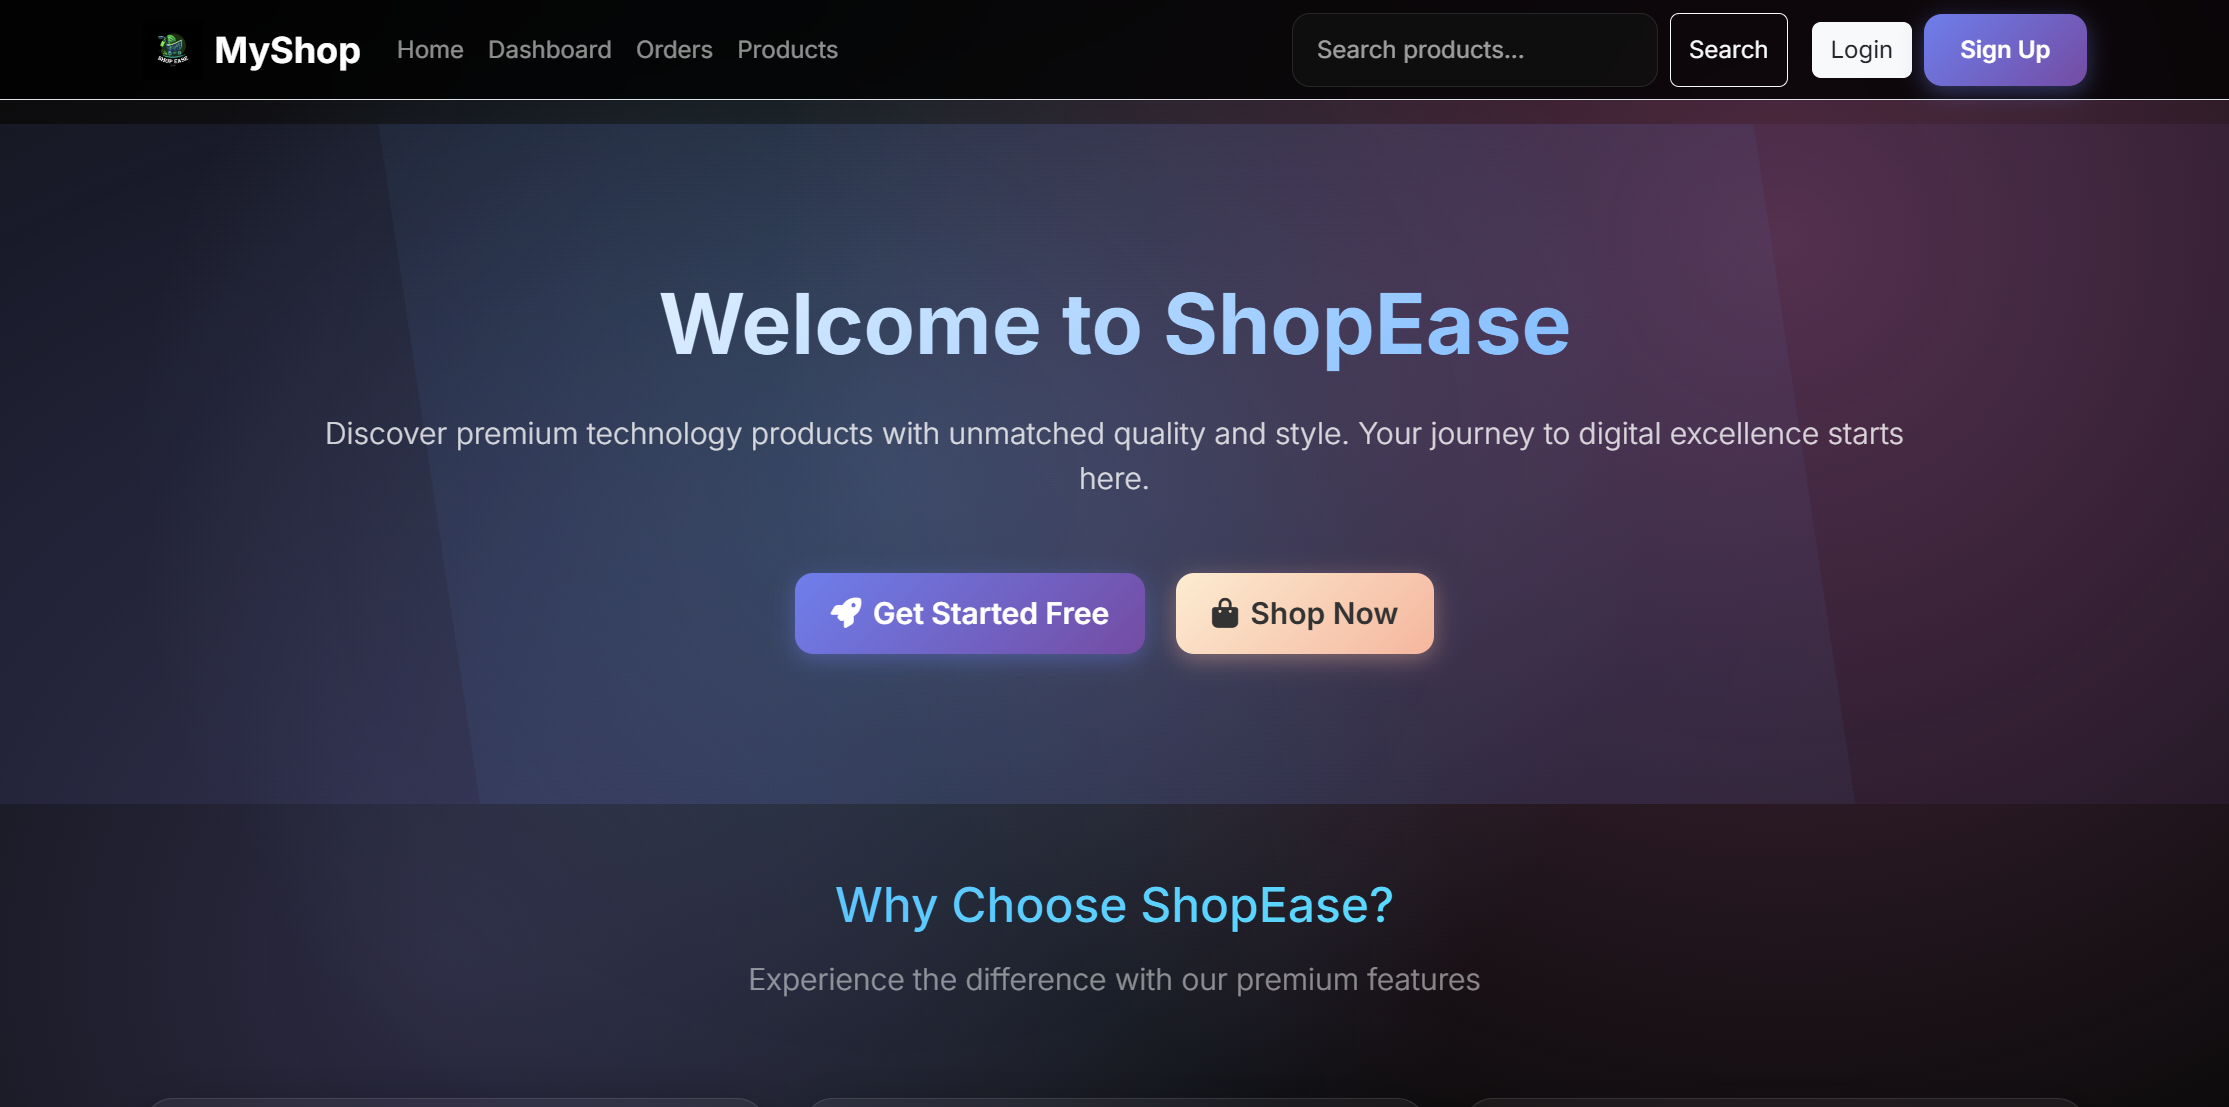 SHOP EASE
MyShop
Home
Dashboard
Orders
Products
Search products...
Search
Login
Sign Up
Welcome to ShopEase
Discover premium technology products with unmatched quality and style. Your journey to digital excellence starts
here.
Get Started Free
Shop Now
Why Choose ShopEase?
Experience the difference with our premium features